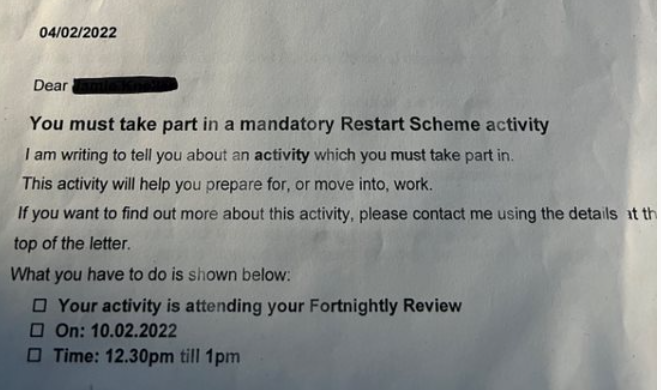 04/02/2022
Dear
You must take part in a mandatory Restart Scheme activity
I am writing to tell you about an activity which you must take part in.
This activity will help you prepare for, or move into, work.
If you want to find out more about this activity, please contact me using the details at
top of the letter.
What you have to do is shown below:
☐ Your activity is attending your Fortnightly Review
☐ On: 10.02.2022
☐ Time: 12.30pm till 1pm